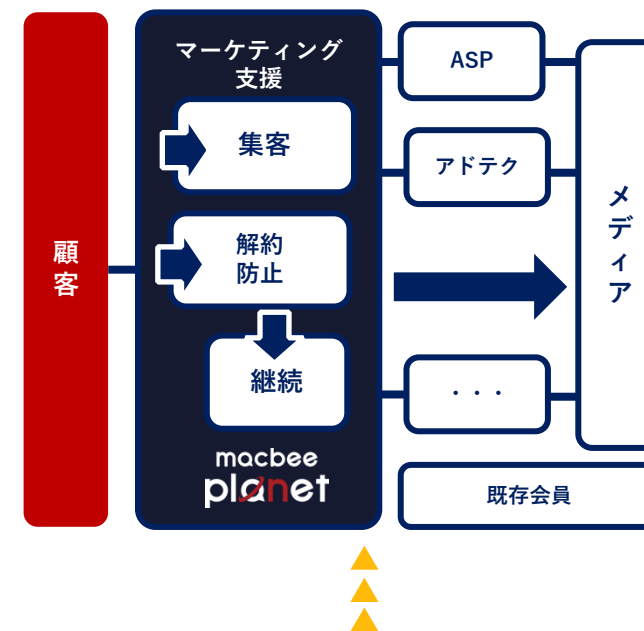 顧客
マーケティング
支援
集客
解約
防止
継続
macbee
planet
ASP
アドテク
・・・
メディア
既存会員